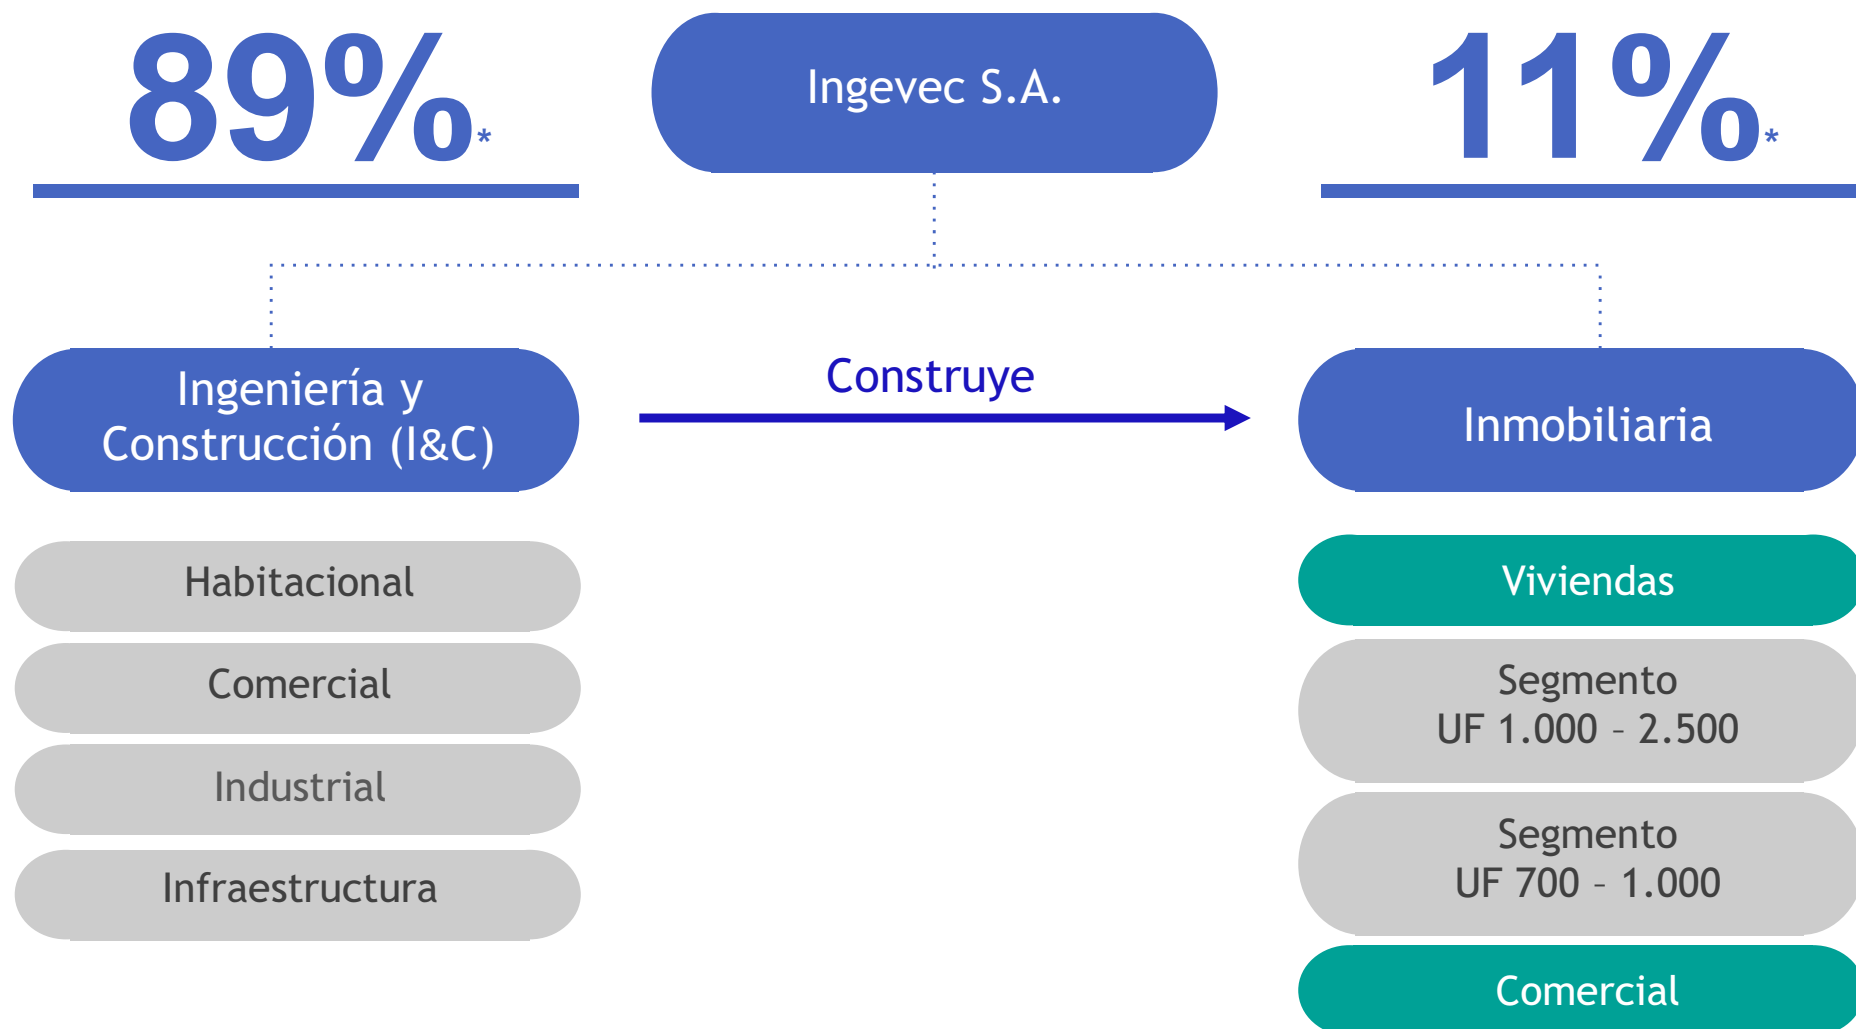 89%*
Ingevec S.A.
11%*
Ingeniería y
Construcción (I&C)
Construye
Inmobiliaria
Habitacional
Comercial
Industrial
Infraestructura
Viviendas
Segmento
UF 1.000 – 2.500
Segmento
UF 700 – 1.000
Comercial